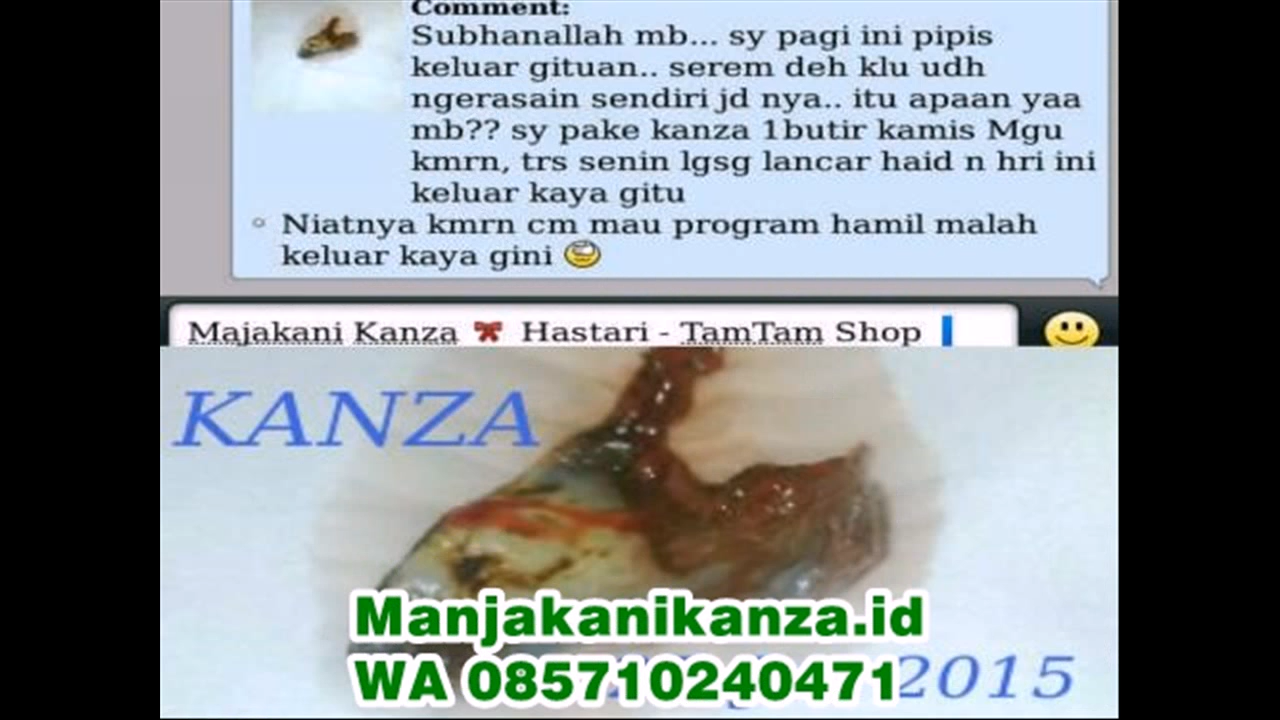 Comment:
Subhanallah mb... sy pagi ini pipis
keluar gituan.. serem deh klu udh
ngerasain sendiri jd nya.. itu apaan yaa
mb?? sy pake kanza 1butir kamis Mgu
kmrn, trs senin lgsg lancar haid n hri ini
keluar kaya gitu
Niatnya kmrn cm mau program hamil malah
keluar kaya gini
Majakani Kanza Hastari - TamTam Shop
KANZA
Manjakanikanza.id
WA 085710240471
2015